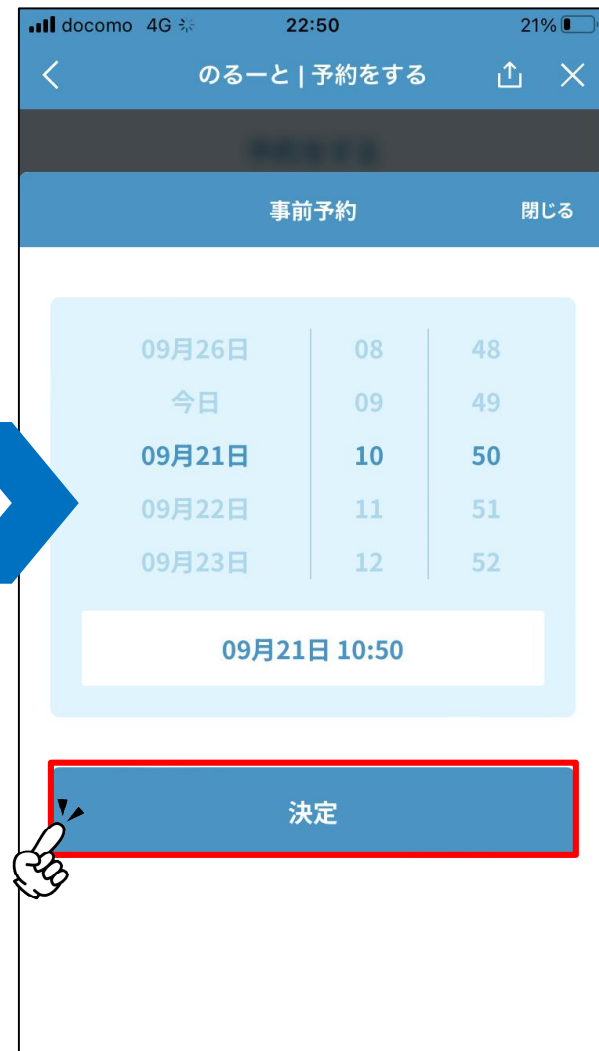 docomo 4G 22:50 21%
のるーと | 予約をする
事前予約 閉じる
09月26日 08 48
今日 09 49
09月21日 10 50
09月22日 11 51
09月23日 12 52
09月21日 10:50
決定